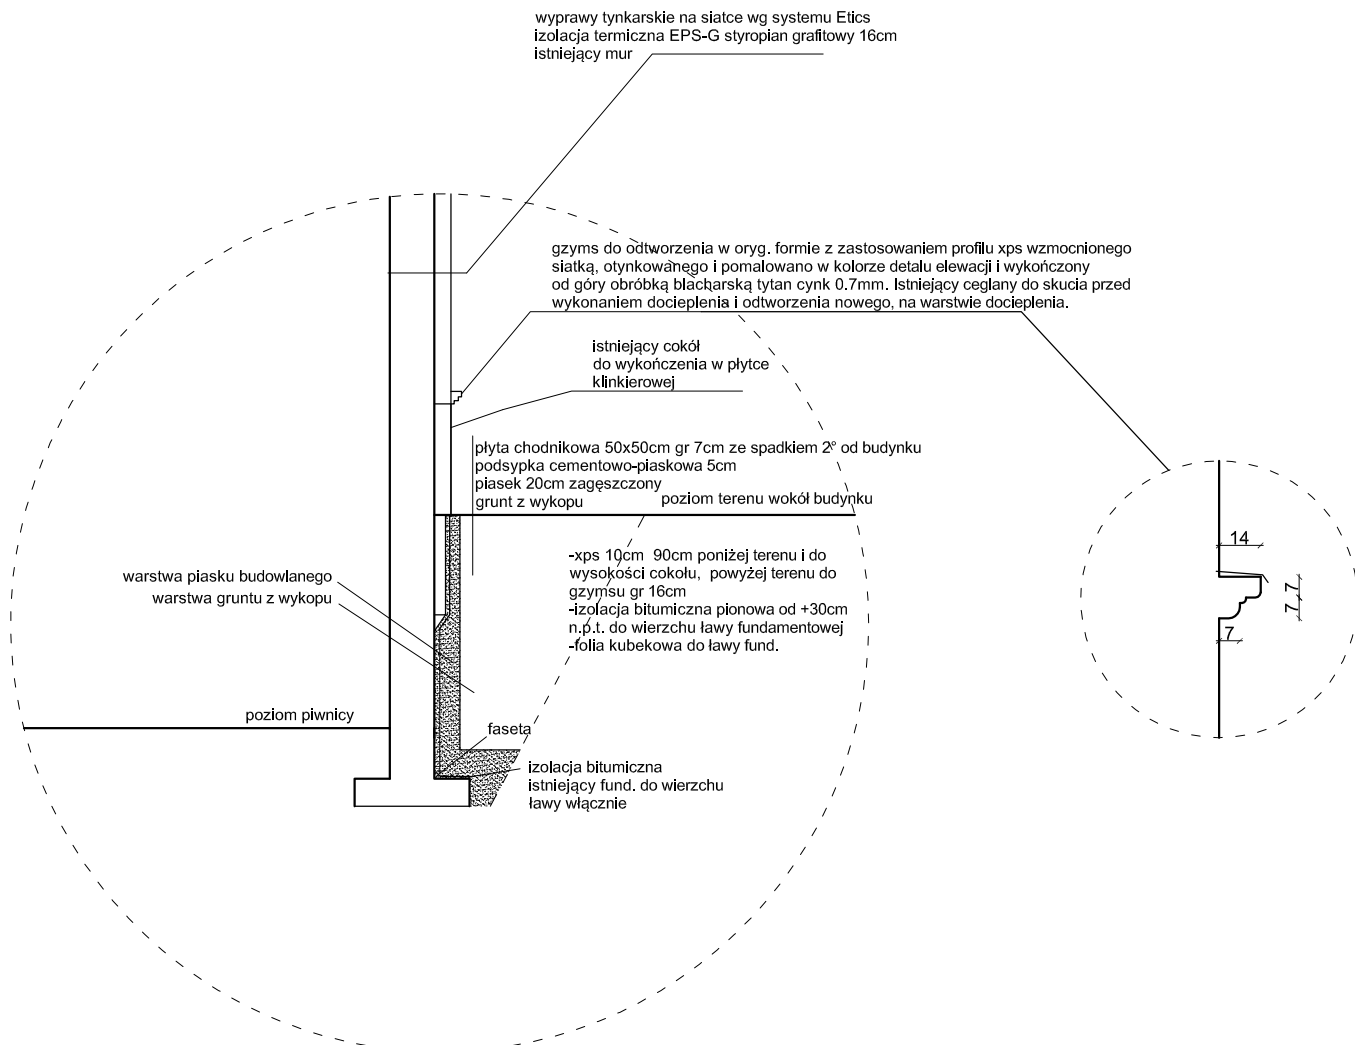 wyprawy tynkarskie na siatce wg systemu Etics
izolacja termiczna EPS-G styropian grafitowy 16cm
istniejący mur
gzyms do odtworzenia w oryg. formie z zastosowaniem profilu xps wzmocnionego
siatką, otynkowanego i pomalowano w kolorze detalu elewacji i wykończony
od góry obróbką blacharską tytan cynk 0.7mm. Istniejący ceglany do skucia przed
wykonaniem docieplenia i odtworzenia nowego, na warstwie docieplenia.
istniejący cokół
do wykończenia w płytce
klinkierowej
płyta chodnikowa 50x50cm gr 7cm ze spadkiem 2° od budynku
podsypka cementowo-piaskowa 5cm
piasek 20cm zagęszczony
grunt z wykopu
poziom terenu wokół budynku
-xps 10cm 90cm poniżej terenu i do
wysokości cokołu, powyżej terenu do
gzymsu gr 16cm
-izolacja bitumiczna pionowa od +30cm
n.p.t. do wierzchu ławy fundamentowej
-folia kubekowa do ławy fund.
warstwa piasku budowlanego
warstwa gruntu z wykopu
poziom piwnicy
faseta
izolacja bitumiczna
istniejący fund. do wierzchu
ławy włącznie
14
7
7
7